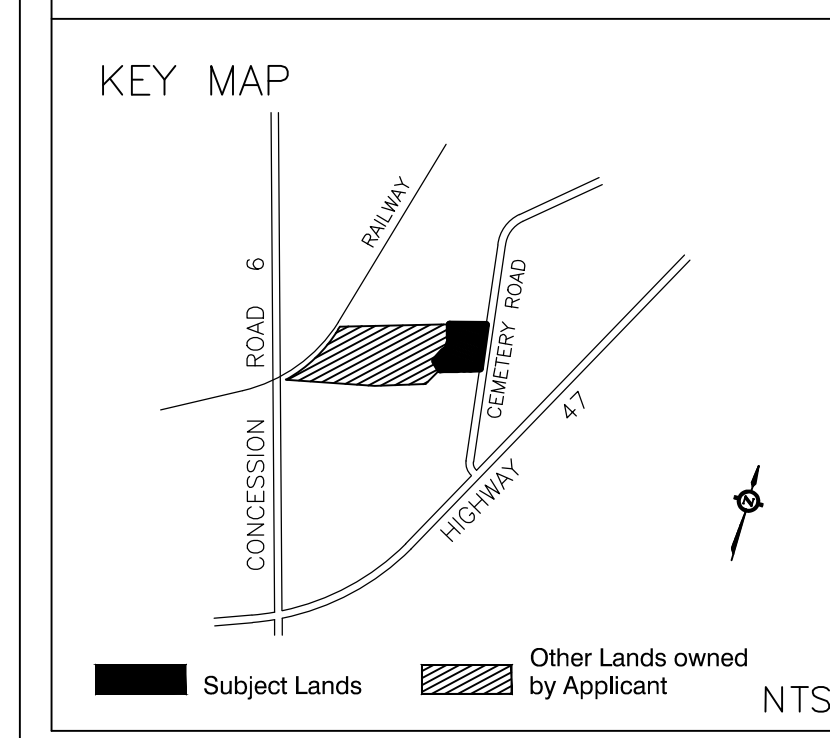 KEY MAP
RAILWAY
CONCESSION ROAD 6
CEMETERY ROAD
HIGHWAY 47
N
Subject Lands
Other Lands owned
by Applicant
NTS